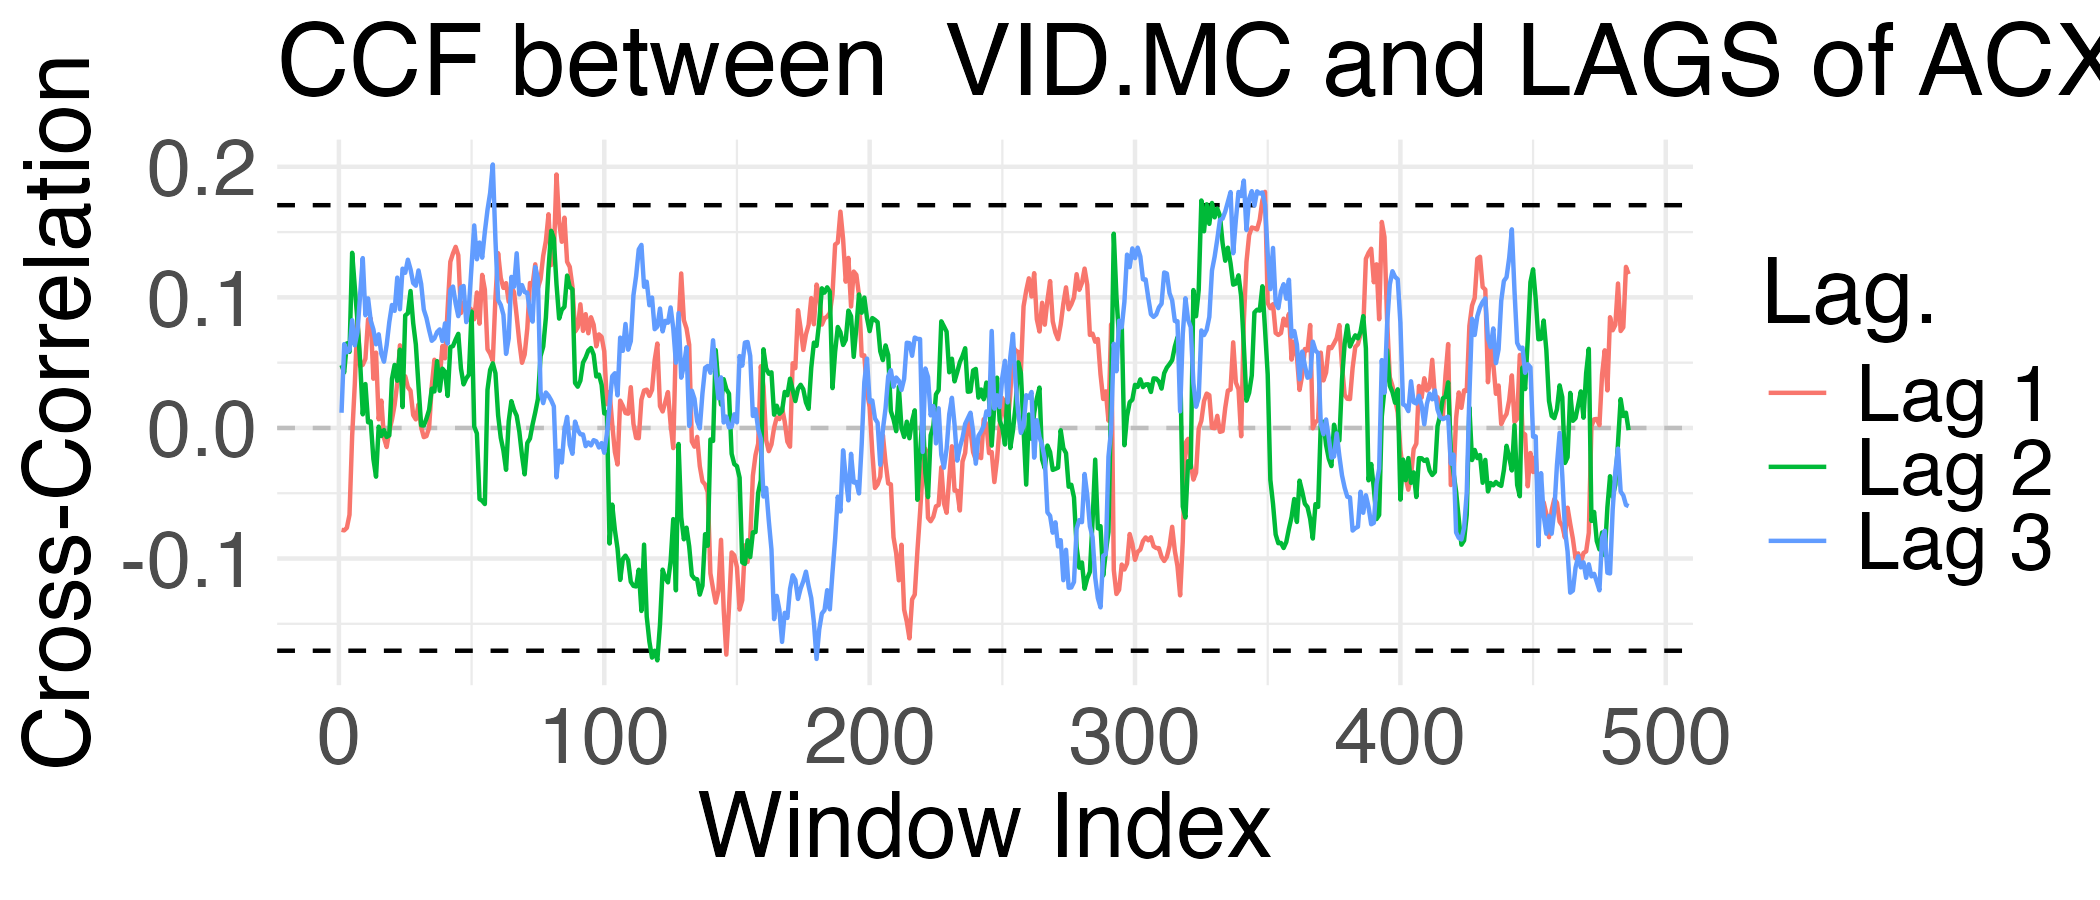 CCF between  VID.MC and LAGS of ACX
Cross-Correlation
0.2
0.1
0.0
-0.1
0 100 200 300 400 500
Window Index
Lag.
Lag 1
Lag 2
Lag 3